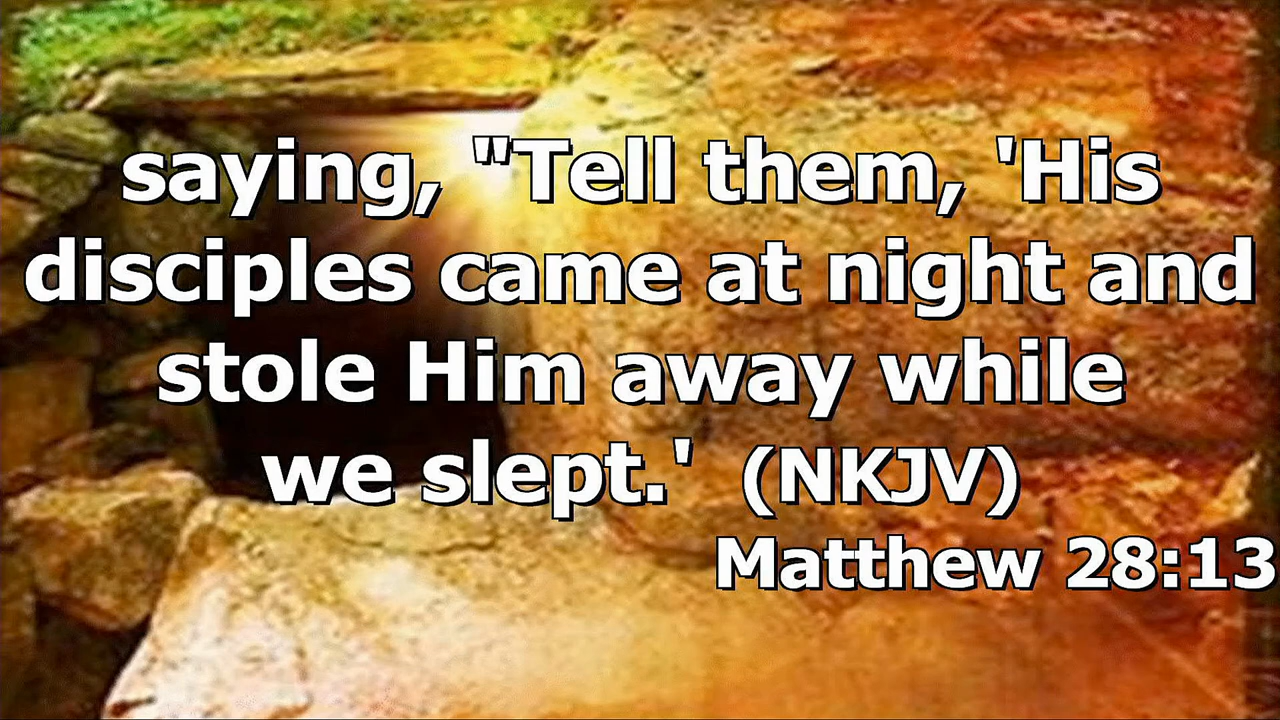 saying, "Tell them, 'His
disciples came at night and
stole Him away while
we slept.' (NKJV)
Matthew 28:13